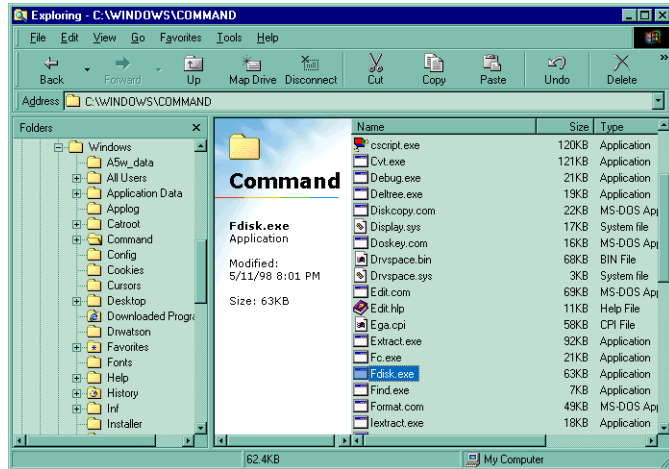 Exploring - C:\WINDOWS\COMMAND
File Edit View Go Favorites Tools Help
Back Forward Up Map Drive Disconnect Cut Copy Paste Undo Delete »
Address C:\WINDOWS\COMMAND
Folders
Windows
A5w_data
All Users
Application Data
Applog
Catroot
Command
Config
Cookies
Cursors
Desktop
Downloaded Progra
Drwatson
Favorites
Fonts
Help
History
Inf
Installer
Command
Fdisk.exe
Application
Modified:
5/11/98 8:01 PM
Size: 63KB
Name Size Type
cscript.exe 120KB Application
Cvt.exe 121KB Application
Debug.exe 21KB Application
Deltree.exe 19KB Application
Diskcopy.com 22KB MS-DOS App
Display.sys 17KB System file
Doskey.com 16KB MS-DOS App
Drvspace.bin 68KB BIN File
Drvspace.sys 3KB System file
Edit.com 69KB MS-DOS App
Edit.hlp 11KB Help File
Ega.cpi 58KB CPI File
Extract.exe 92KB Application
Fc.exe 21KB Application
Fdisk.exe 63KB Application
Find.exe 7KB Application
Format.com 49KB MS-DOS App
Iextract.exe 18KB Application
62.4KB My Computer